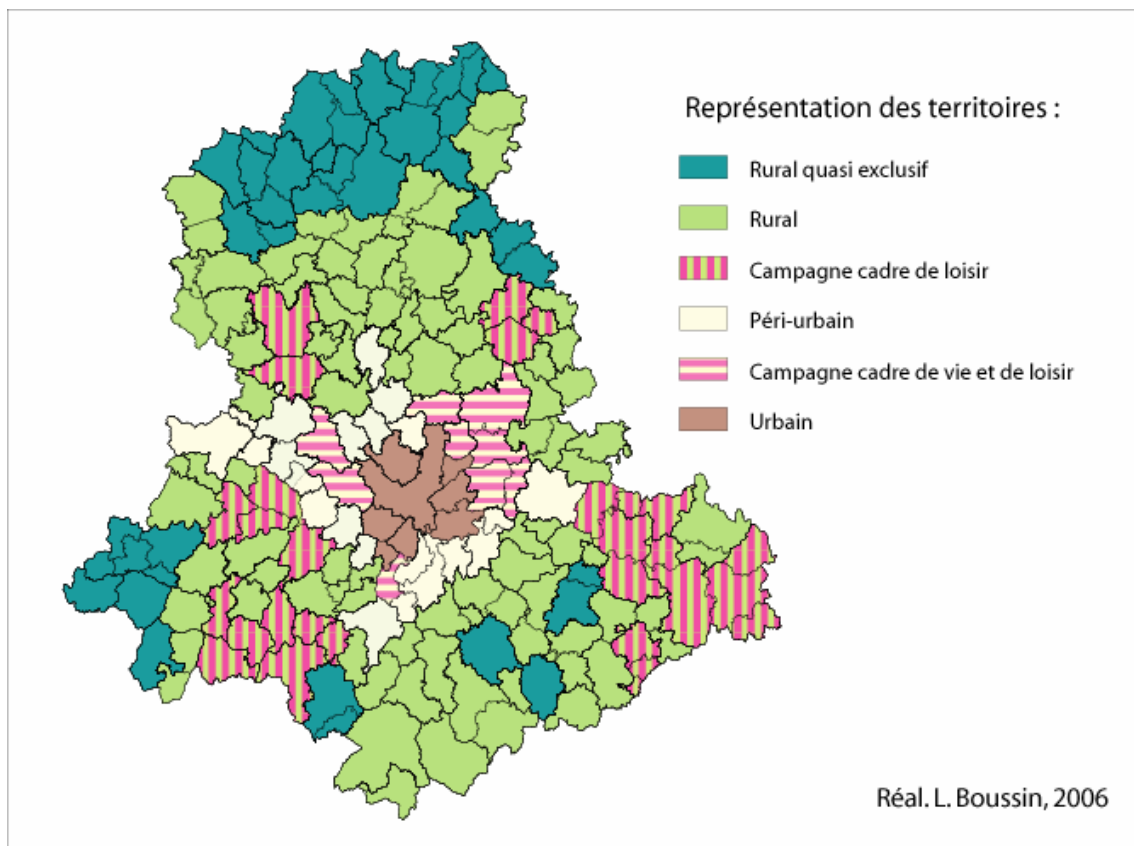 Représentation des territoires :
Rural quasi exclusif
Rural
Campagne cadre de loisir
Péri-urbain
Campagne cadre de vie et de loisir
Urbain
Réal. L. Boussin, 2006